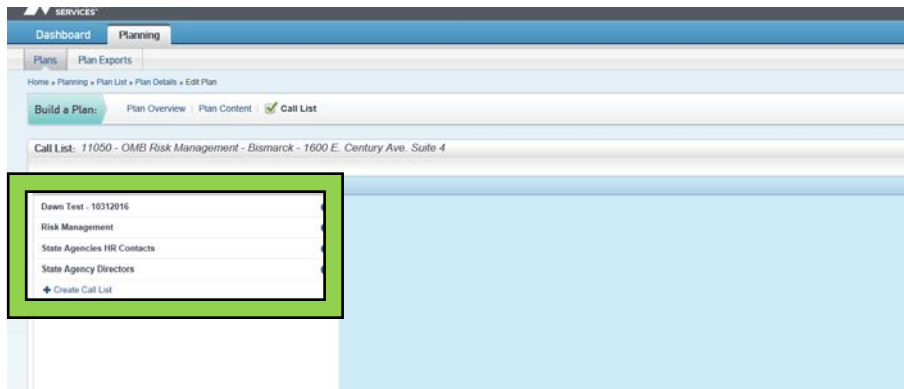 SERVICES
Dashboard Planning
Plans Plan Exports
Home » Planning » Plan List » Plan Details » Edit Plan
Build a Plan: Plan Overview | Plan Content | Call List
Call List: 11050 - OMB Risk Management - Bismarck - 1600 E. Century Ave. Suite 4
Dawn Test - 10312016
Risk Management
State Agencies HR Contacts
State Agency Directors
+ Create Call List